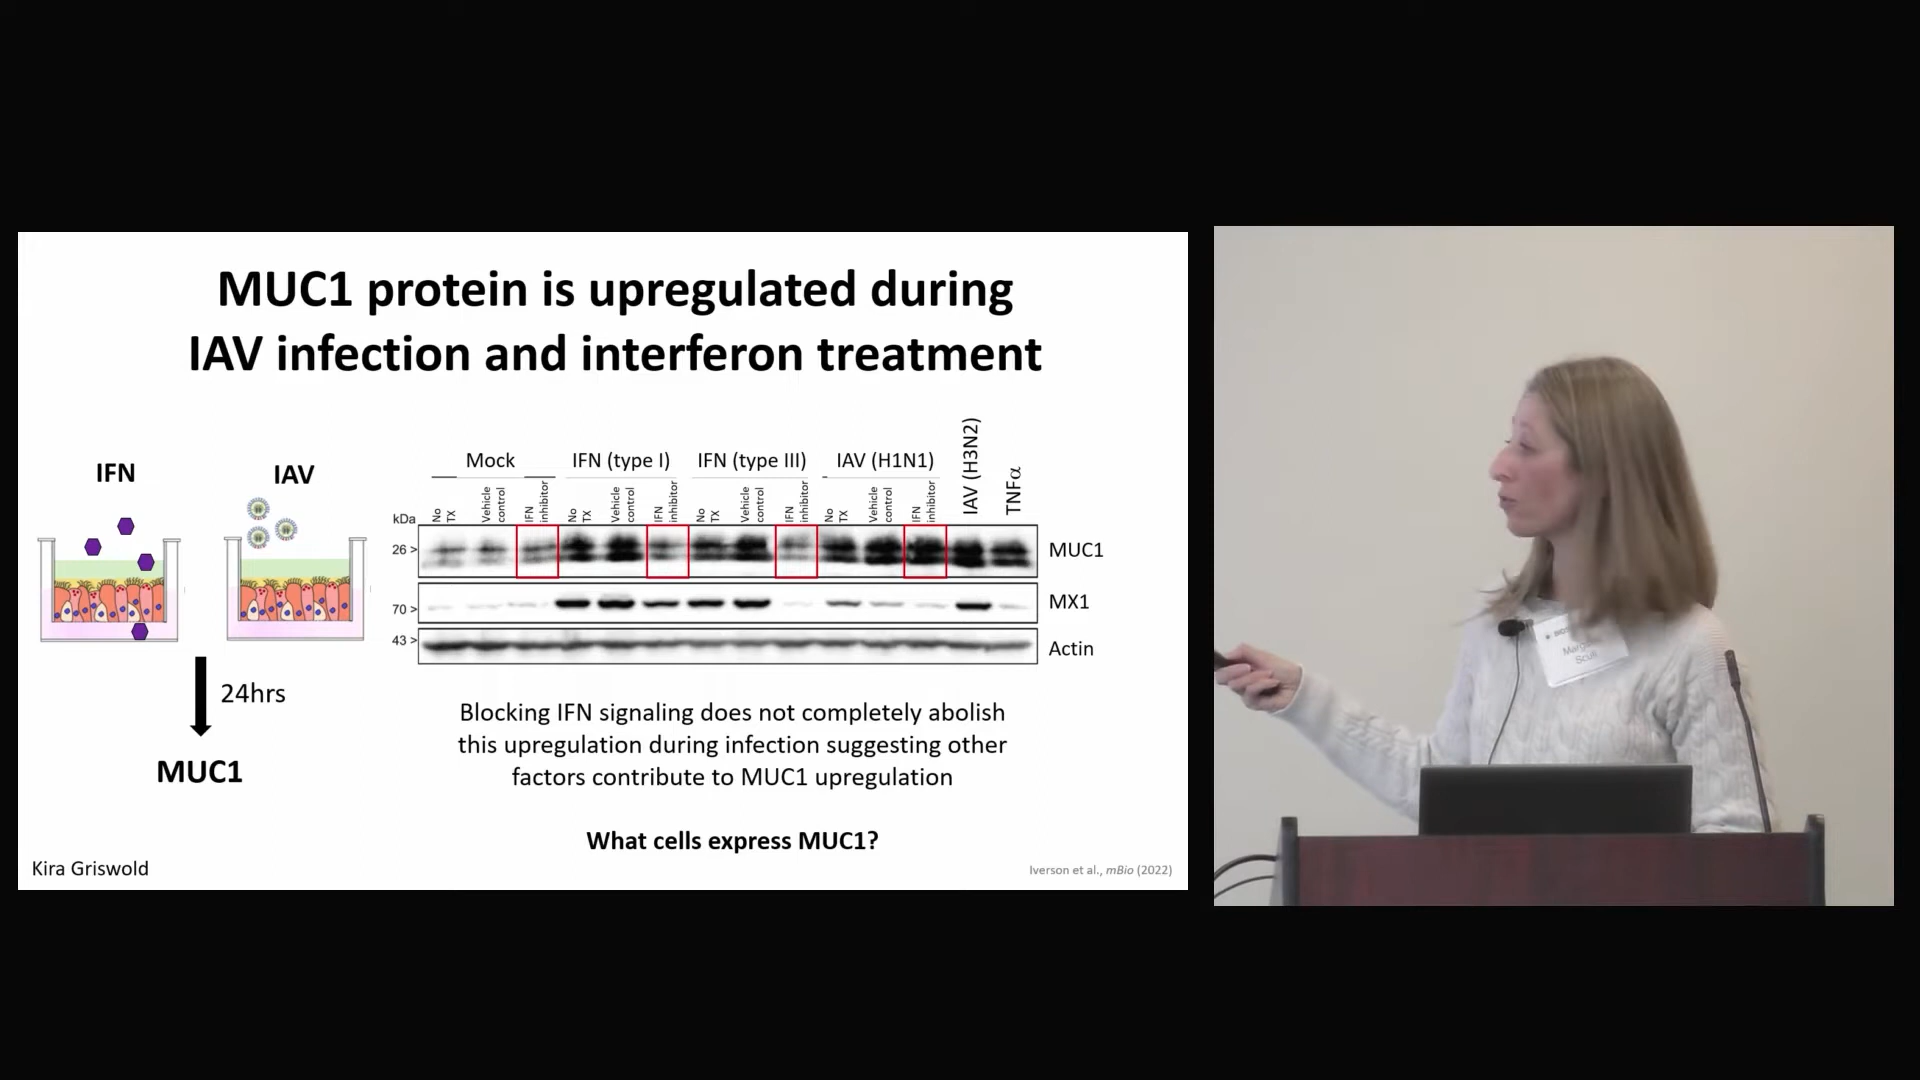 MUC1 protein is upregulated during
IAV infection and interferon treatment
IFN
IAV
24hrs
MUC1
Kira Griswold
Mock
IFN (type I)
IFN (type III)
IAV (H1N1)
IAV (H3N2)
TNFα
No TX
Vehicle control
IFN inhibitor
No TX
Vehicle control
IFN inhibitor
No TX
Vehicle control
IFN inhibitor
No TX
Vehicle control
IFN inhibitor
kDa
26 >
MUC1
70 >
MX1
43 >
Actin
Blocking IFN signaling does not completely abolish
this upregulation during infection suggesting other
factors contribute to MUC1 upregulation
What cells express MUC1?
Iverson et al., mBio (2022)